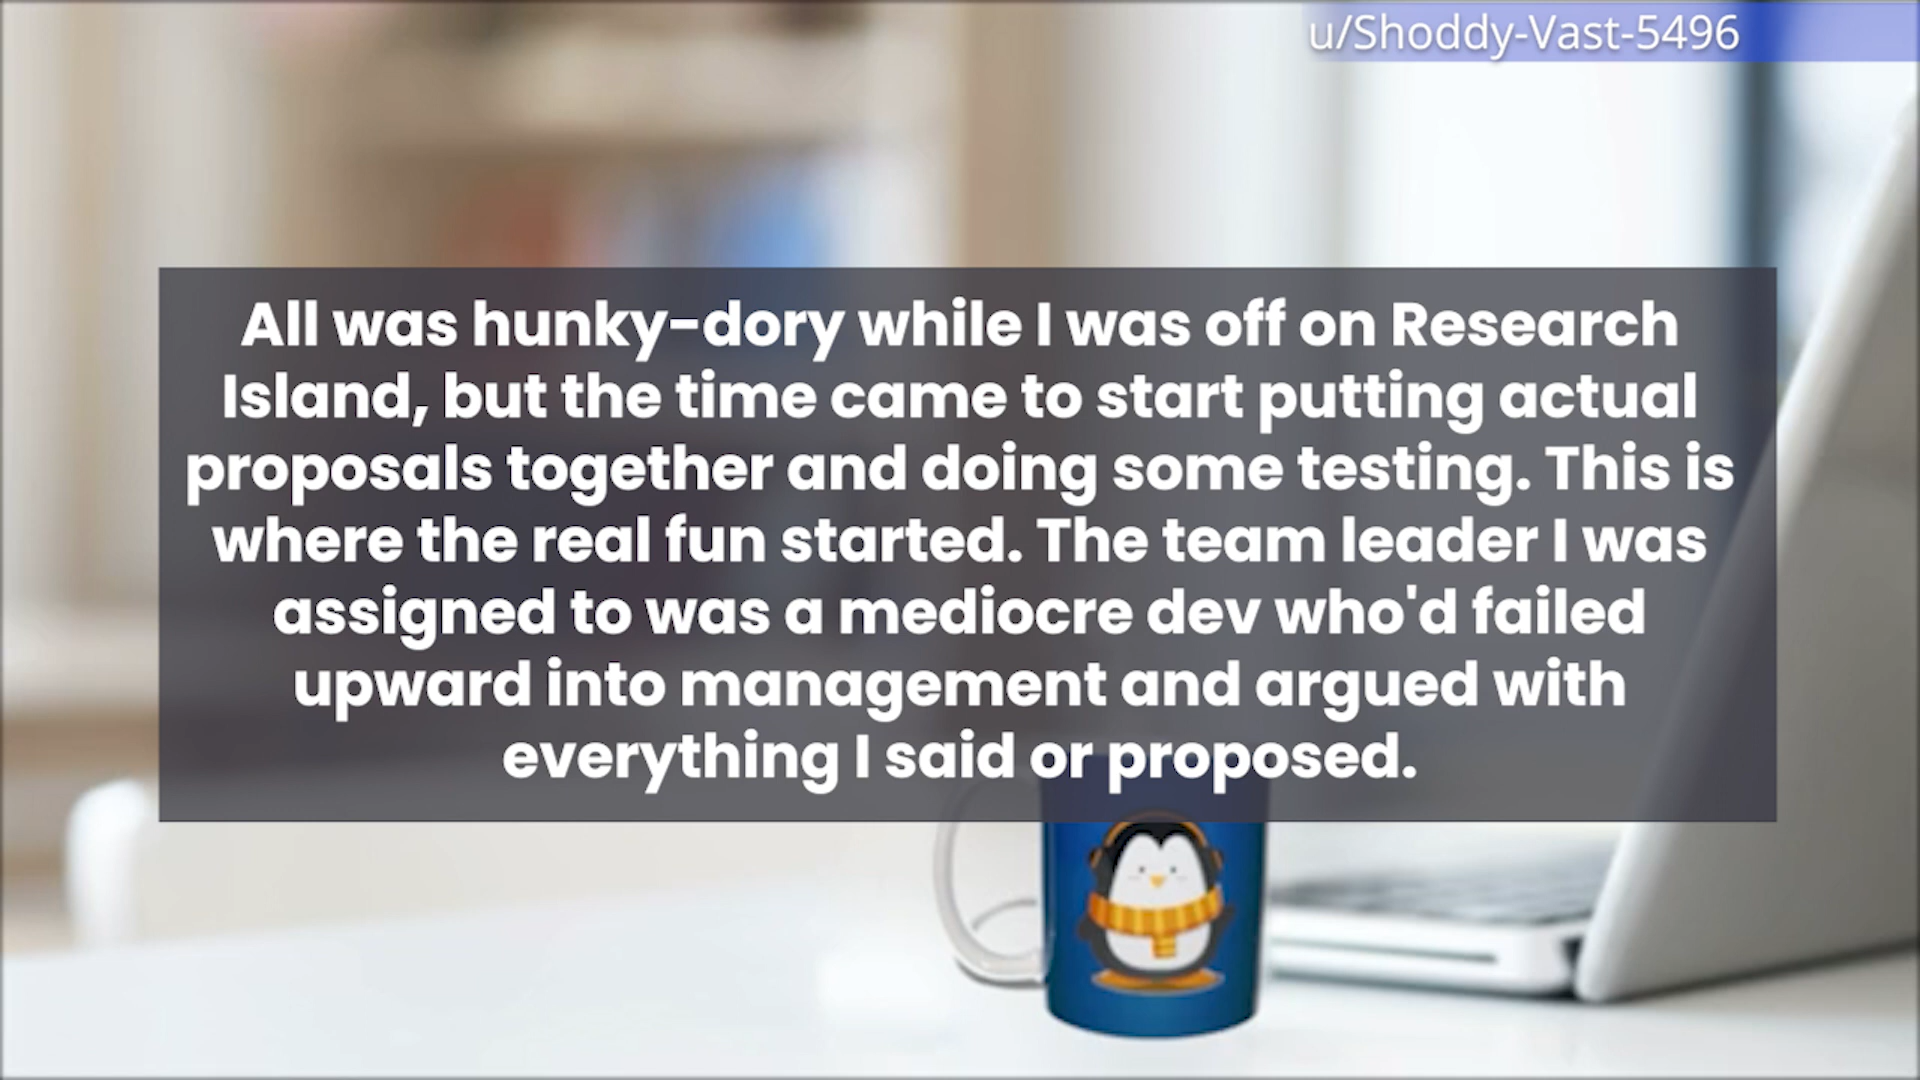 u/Shoddy-Vast-5496
All was hunky-dory while I was off on Research
Island, but the time came to start putting actual
proposals together and doing some testing. This is
where the real fun started. The team leader I was
assigned to was a mediocre dev who'd failed
upward into management and argued with
everything I said or proposed.